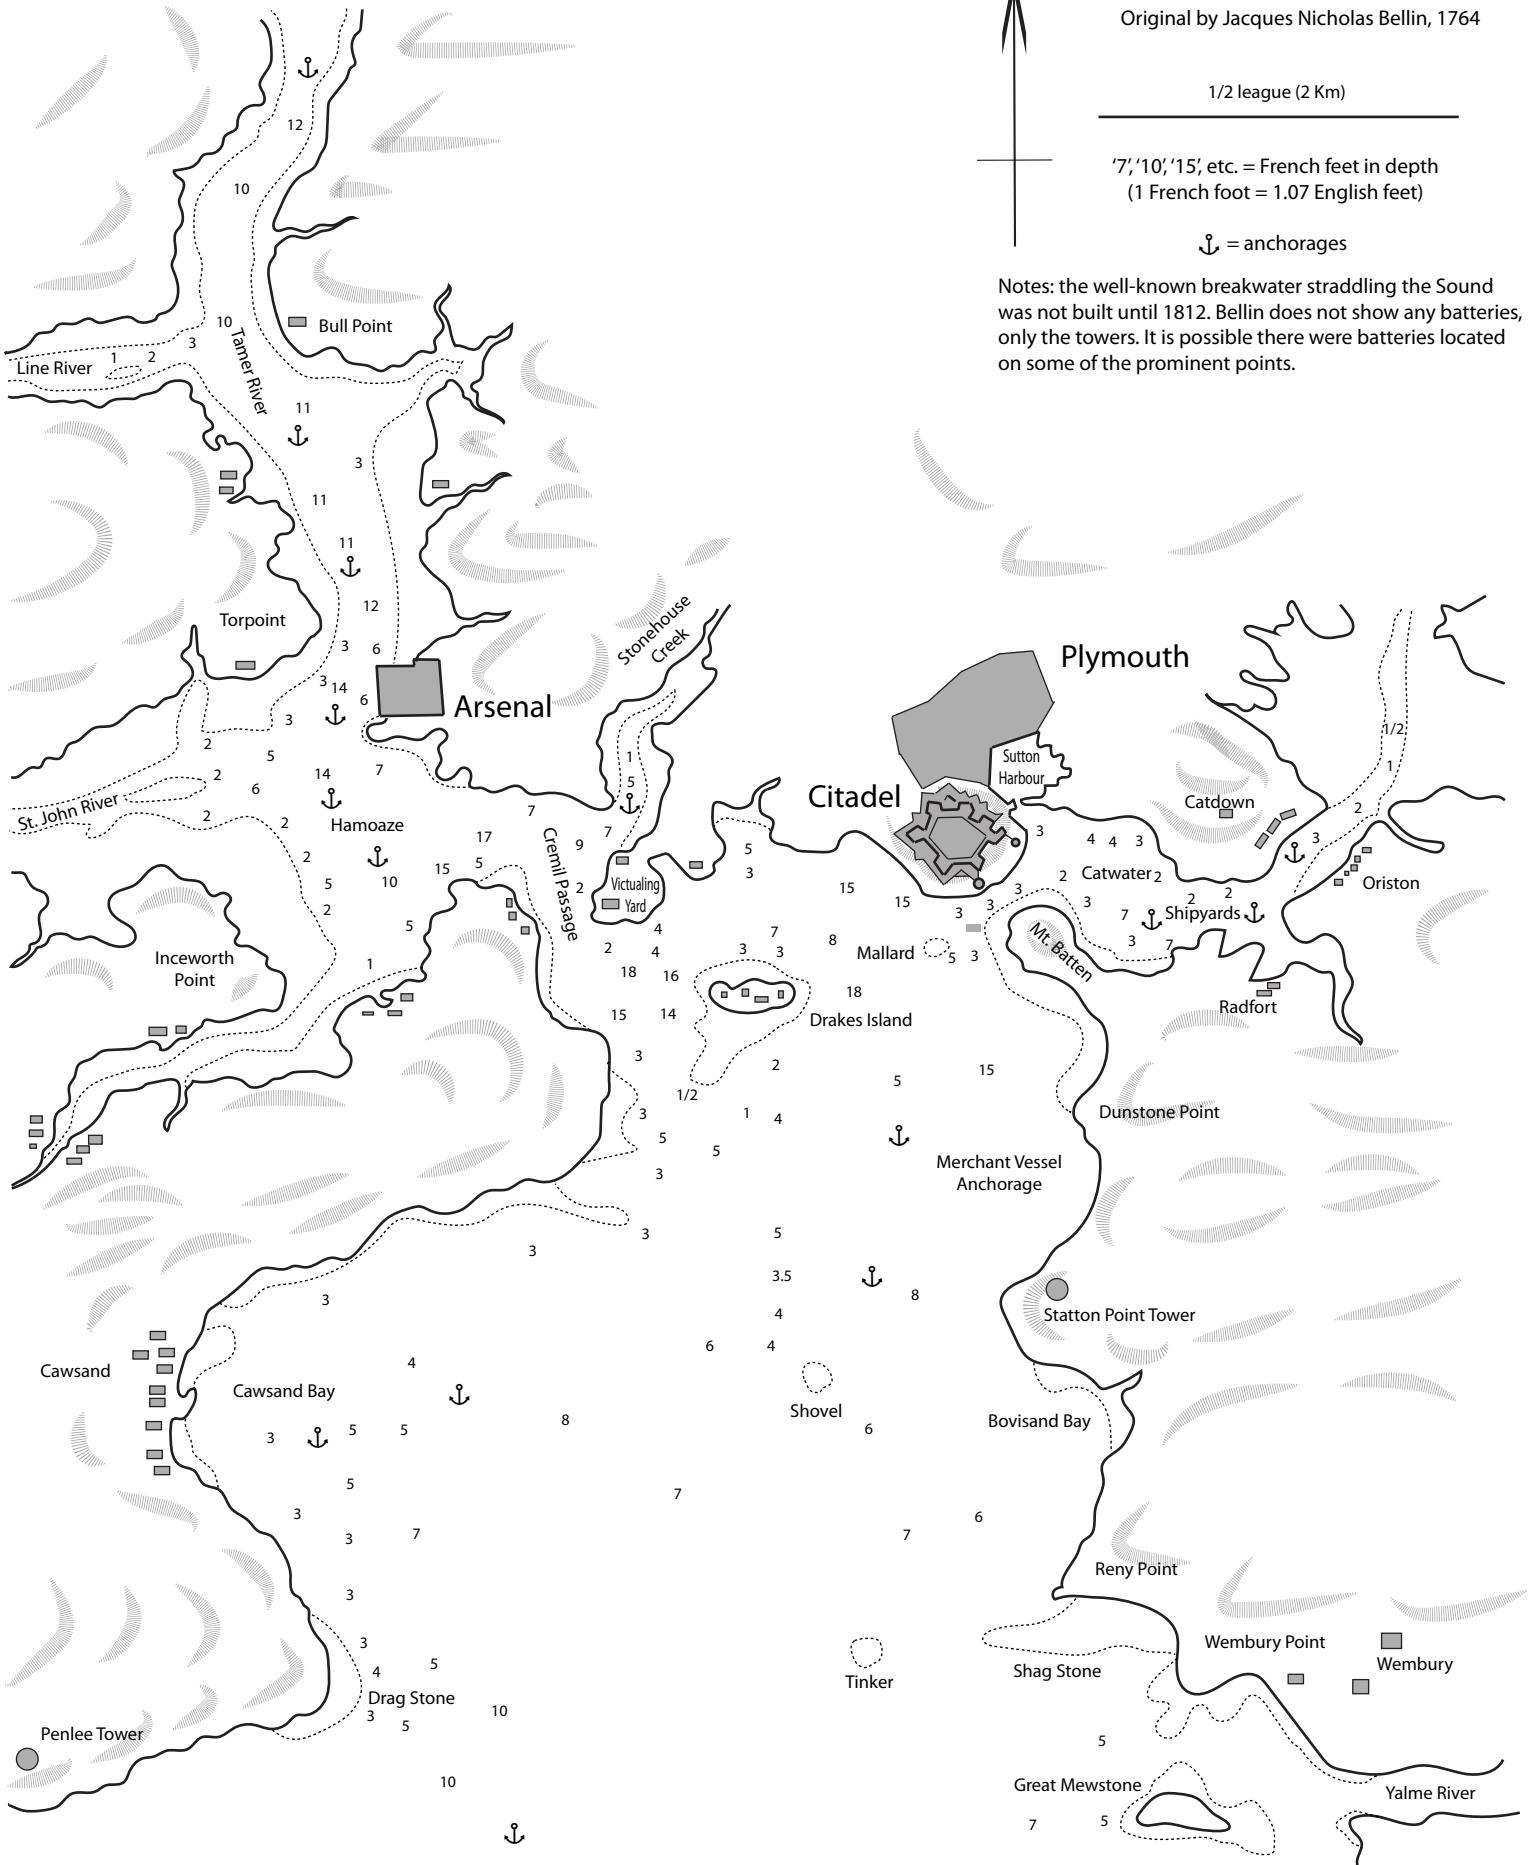 Original by Jacques Nicholas Bellin, 1764
1/2 league (2 Km)
'7', '10', '15', etc. = French feet in depth
(1 French foot = 1.07 English feet)
= anchorages
Notes: the well-known breakwater straddling the Sound
was not built until 1812. Bellin does not show any batteries,
only the towers. It is possible there were batteries located
on some of the prominent points.
12
10
10
3
1
2
Line River
Tamer River
Bull Point
11
3
11
11
12
3
6
Torpoint
3
14
6
3
Arsenal
Stonehouse
Creek
Plymouth
Sutton
Harbour
Citadel
Catdown
1/2
1
2
3
2
5
2
6
14
7
1
5
St. John River
2
2
Hamoaze
7
17
Cremil Passage
9
7
2
15
5
5
10
2
2
5
1
Victualing
Yard
5
3
15
15
3
3
3
3
4
4
3
2
Catwater
2
3
7
2
2
Shipyards
3
7
Oriston
Mt. Batten
Radfort
Inceworth
Point
4
2
4
7
3
3
8
Mallard
5
3
18
16
18
Drakes Island
15
14
3
2
5
15
1/2
3
1
4
5
5
3
Dunstone Point
Merchant Vessel
Anchorage
3
5
3
3.5
8
3
4
Statton Point Tower
6
4
4
Cawsand
Cawsand Bay
Shovel
8
6
Bovisand Bay
3
5
5
5
7
3
3
7
7
6
Reny Point
3
3
4
5
Drag Stone
3
5
10
10
Penlee Tower
Tinker
Shag Stone
Wembury Point
Wembury
5
Great Mewstone
7
5
Yalme River